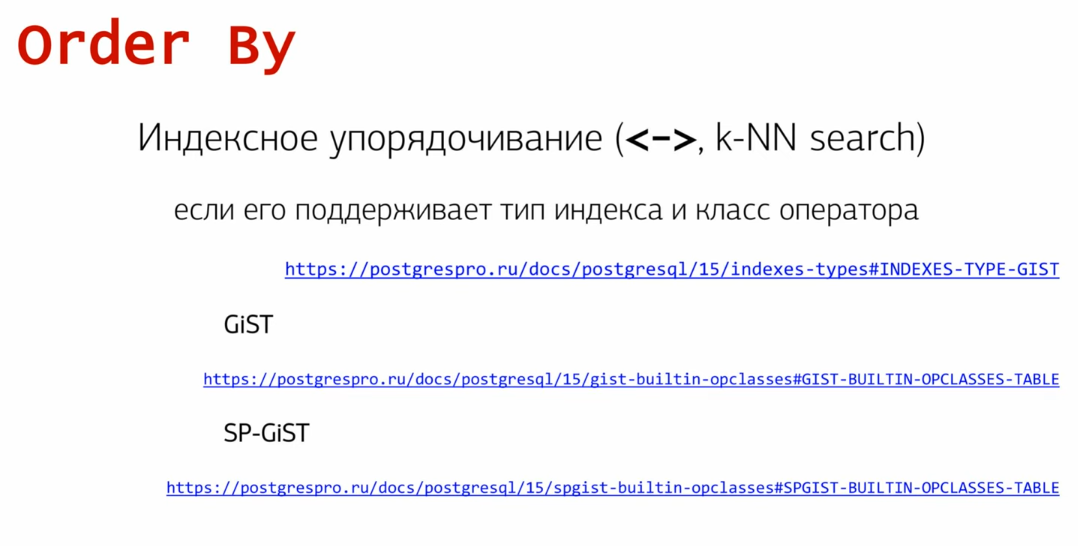 Order By
Индексное упорядочивание (<->, k-NN search)
если его поддерживает тип индекса и класс оператора
https://postgrespro.ru/docs/postgresql/15/indexes-types#INDEXES-TYPE-GIST
GiST
https://postgrespro.ru/docs/postgresql/15/gist-builtin-opclasses#GIST-BUILTIN-OPCLASSES-TABLE
SP-GiST
https://postgrespro.ru/docs/postgresql/15/spgist-builtin-opclasses#SPGIST-BUILTIN-OPCLASSES-TABLE